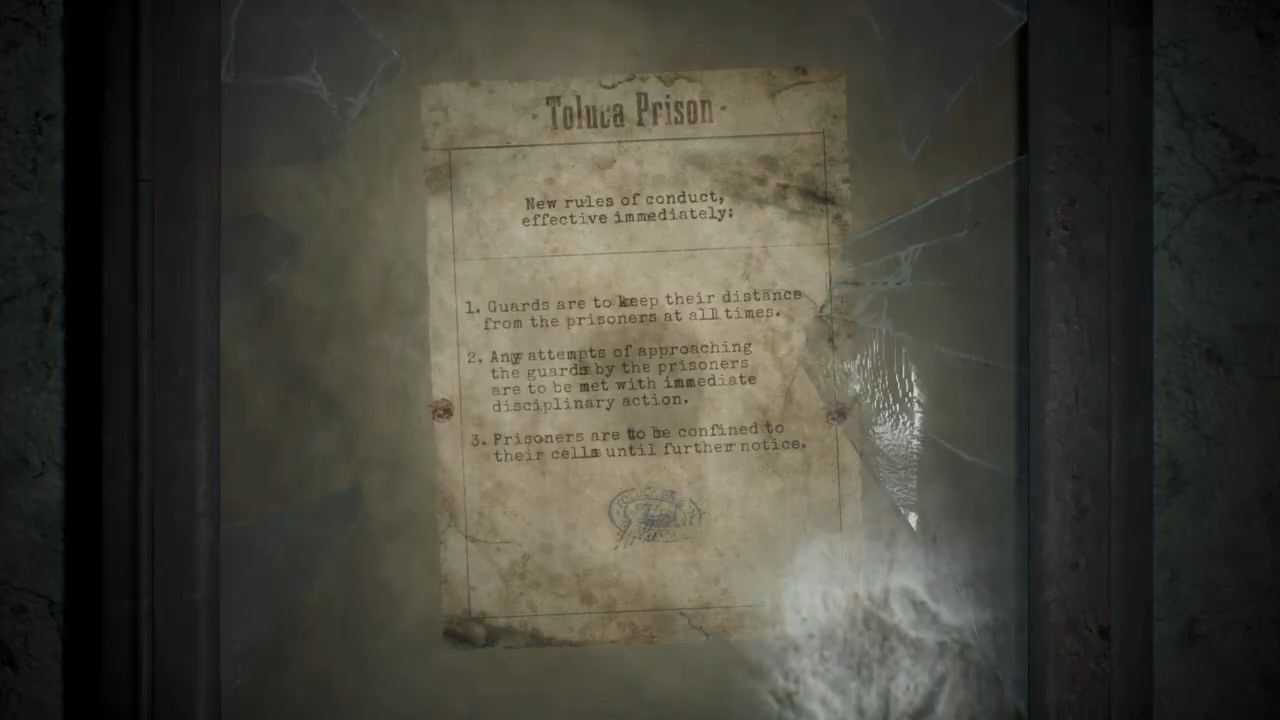 · Toluca Prison ·
New rules of conduct,
effective immediately:
1. Guards are to keep their distance
from the prisoners at all times.
2. Any attempts of approaching
the guards by the prisoners
are to be met with immediate
disciplinary action.
3. Prisoners are to be confined to
their cells until further notice.